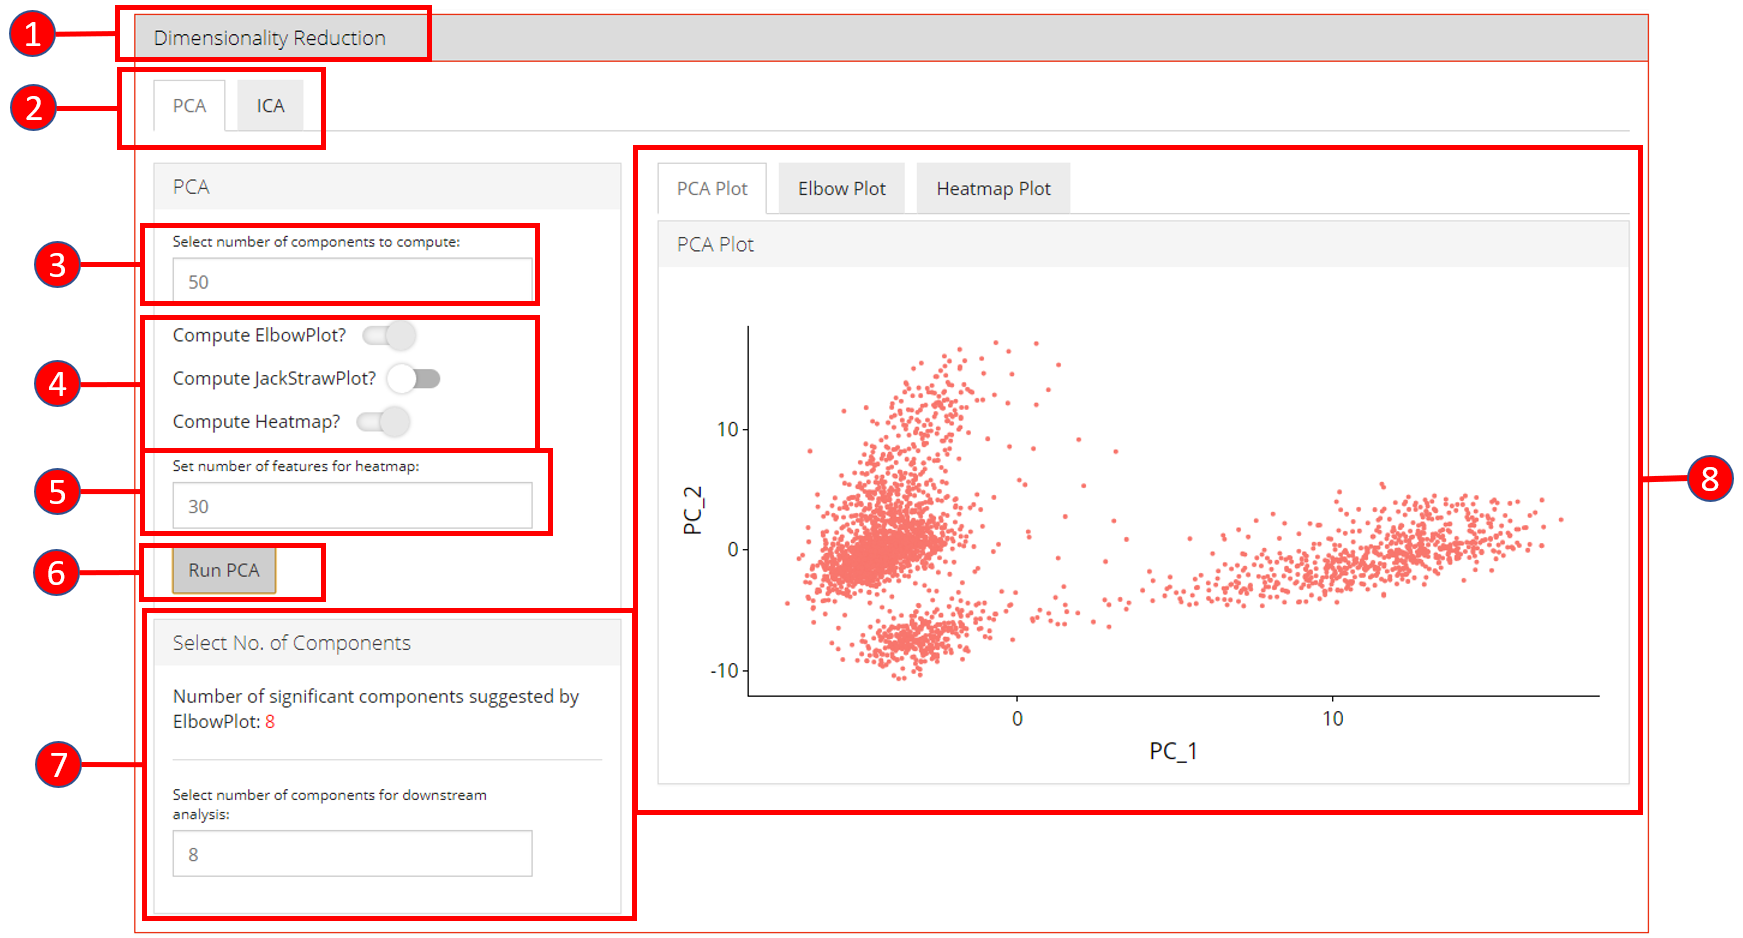 1
Dimensionality Reduction
2
PCA
ICA
PCA
3
Select number of components to compute:
50
4
Compute ElbowPlot?
Compute JackStrawPlot?
Compute Heatmap?
5
Set number of features for heatmap:
30
6
Run PCA
7
Select No. of Components
Number of significant components suggested by
ElbowPlot: 8
Select number of components for downstream
analysis:
8
8
PCA Plot
Elbow Plot
Heatmap Plot
PCA Plot
PC_2
10
0
-10
0
10
PC_1